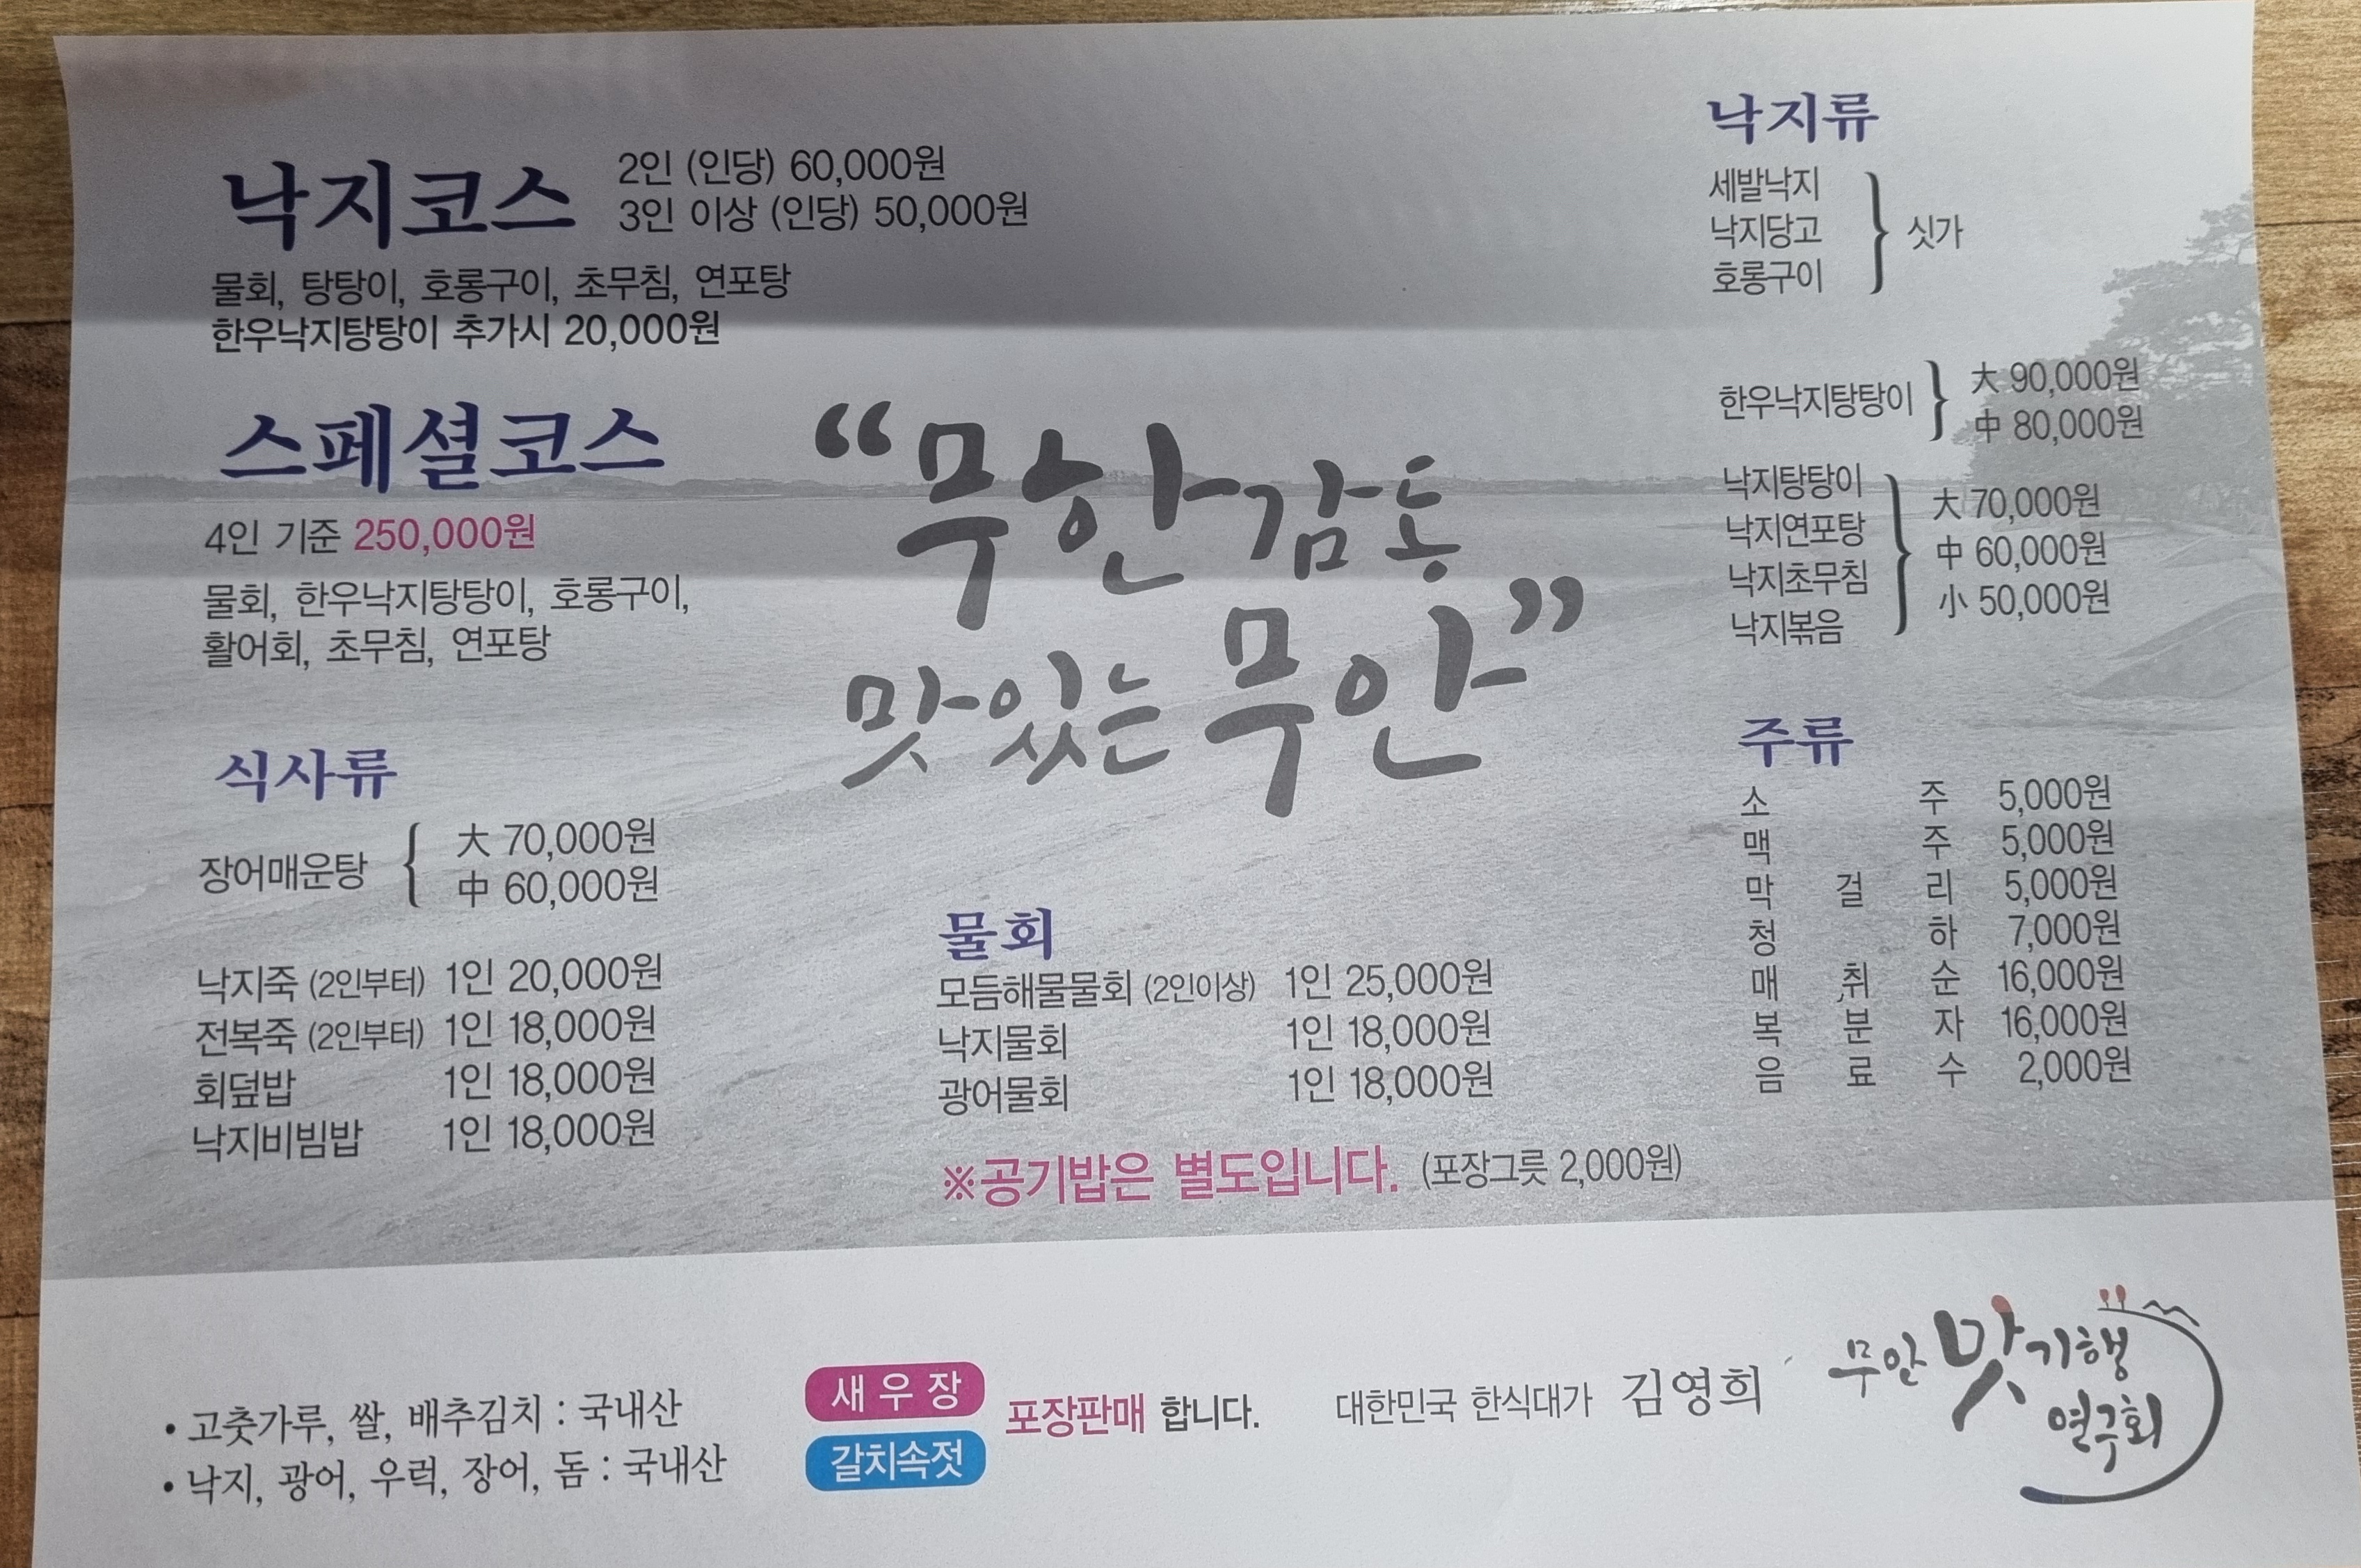 낙지코스
2인 (인당) 60,000원
3인 이상 (인당) 50,000원
물회, 탕탕이, 호롱구이, 초무침, 연포탕
한우낙지탕탕이 추가시 20,000원
스페셜코스
4인 기준 250,000원
물회, 한우낙지탕탕이, 호롱구이,
활어회, 초무침, 연포탕
식사류
장어매운탕 { 大 70,000원
中 60,000원
낙지죽 (2인부터) 1인 20,000원
전복죽 (2인부터) 1인 18,000원
회덮밥 1인 18,000원
낙지비빔밥 1인 18,000원
“무한감동
맛있는 무안”
물회
모듬해물물회 (2인이상) 1인 25,000원
낙지물회 1인 18,000원
광어물회 1인 18,000원
※공기밥은 별도입니다. (포장그릇 2,000원)
낙지류
세발낙지
낙지당고 } 싯가
호롱구이
한우낙지탕탕이 } 大 90,000원
中 80,000원
낙지탕탕이
낙지연포탕
낙지초무침
낙지볶음
} 大 70,000원
中 60,000원
小 50,000원
주류
소 주 5,000원
맥 주 5,000원
막 걸 리 5,000원
청 하 7,000원
매 취 순 16,000원
복 분 자 16,000원
음 료 수 2,000원
• 고춧가루, 쌀, 배추김치 : 국내산
• 낙지, 광어, 우럭, 장어, 돔 : 국내산
새우장
갈치속젓
포장판매 합니다.
대한민국 한식대가 김영희
무안 맛기행
연구회